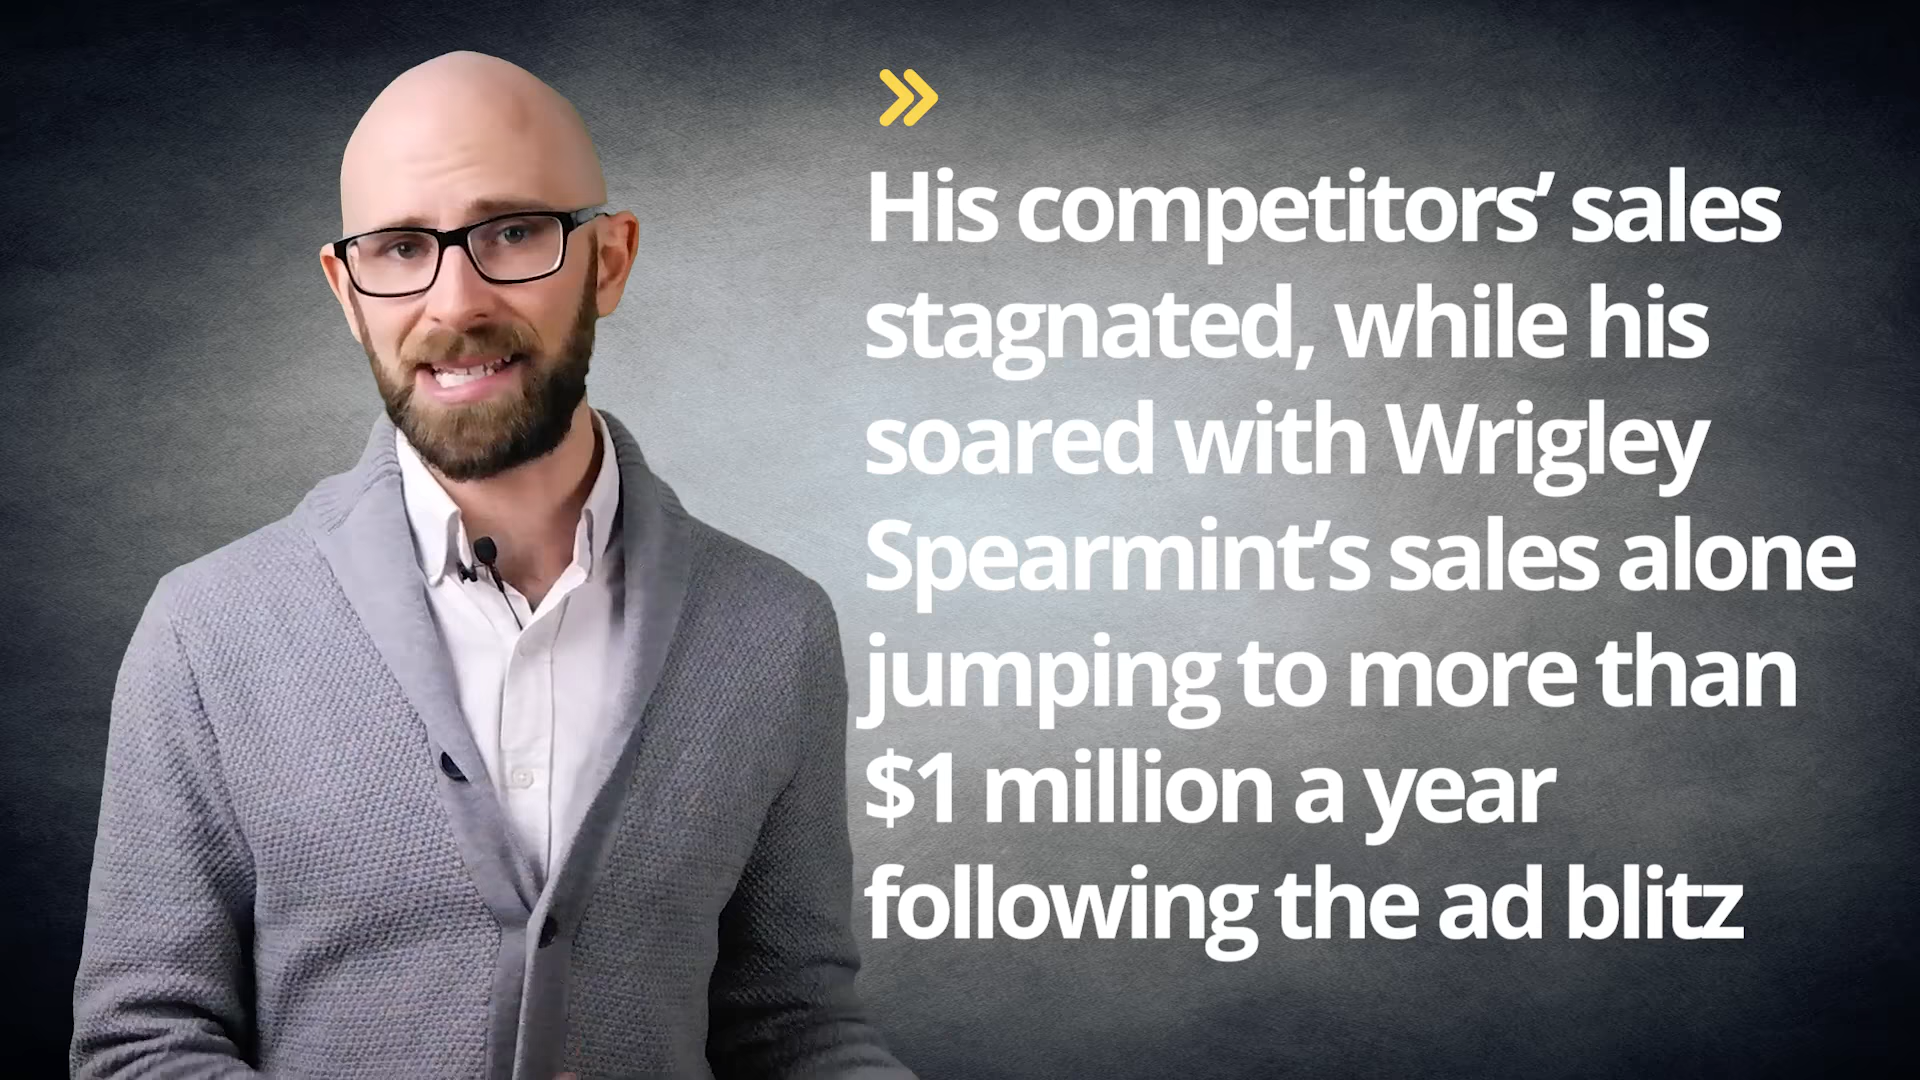 His competitors’ sales
stagnated, while his
soared with Wrigley
Spearmint’s sales alone
jumping to more than
$1 million a year
following the ad blitz